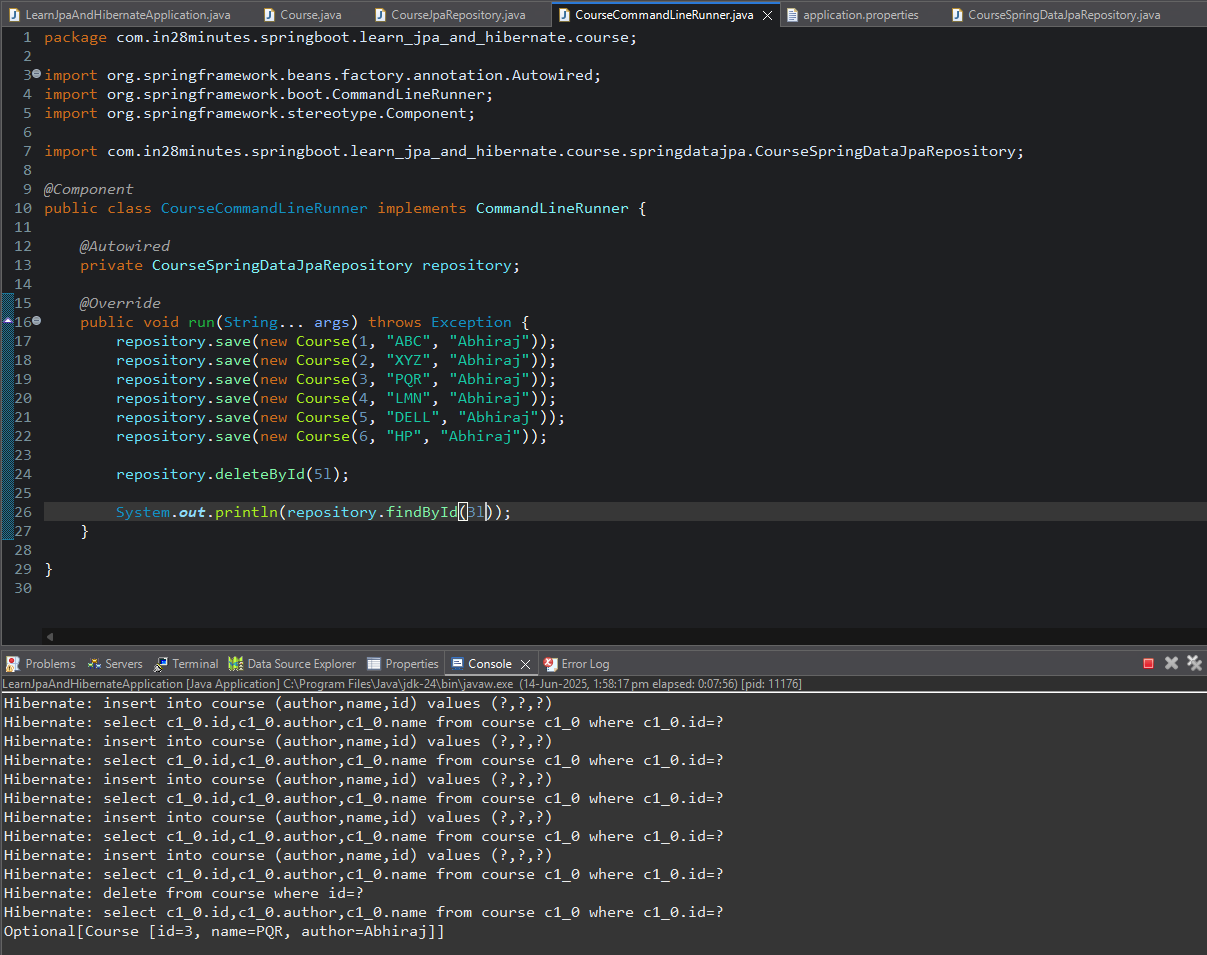 LearnJpaAndHibernateApplication.java Course.java CourseJpaRepository.java CourseCommandLineRunner.java application.properties CourseSpringDataJpaRepository.java
1 package com.in28minutes.springboot.learn_jpa_and_hibernate.course;
2
3 import org.springframework.beans.factory.annotation.Autowired;
4 import org.springframework.boot.CommandLineRunner;
5 import org.springframework.stereotype.Component;
6
7 import com.in28minutes.springboot.learn_jpa_and_hibernate.course.springdatajpa.CourseSpringDataJpaRepository;
8
9 @Component
10 public class CourseCommandLineRunner implements CommandLineRunner {
11
12     @Autowired
13     private CourseSpringDataJpaRepository repository;
14
15     @Override
16     public void run(String... args) throws Exception {
17         repository.save(new Course(1, "ABC", "Abhiraj"));
18         repository.save(new Course(2, "XYZ", "Abhiraj"));
19         repository.save(new Course(3, "PQR", "Abhiraj"));
20         repository.save(new Course(4, "LMN", "Abhiraj"));
21         repository.save(new Course(5, "DELL", "Abhiraj"));
22         repository.save(new Course(6, "HP", "Abhiraj"));
23
24         repository.deleteById(5l);
25
26         System.out.println(repository.findById(3l));
27     }
28
29 }
30
Problems Servers Terminal Data Source Explorer Properties Console Error Log
LearnJpaAndHibernateApplication [Java Application] C:\Program Files\Java\jdk-24\bin\javaw.exe (14-Jun-2025, 1:58:17 pm elapsed: 0:07:56) [pid: 11176]
Hibernate: insert into course (author,name,id) values (?,?,?)
Hibernate: select c1_0.id,c1_0.author,c1_0.name from course c1_0 where c1_0.id=?
Hibernate: insert into course (author,name,id) values (?,?,?)
Hibernate: select c1_0.id,c1_0.author,c1_0.name from course c1_0 where c1_0.id=?
Hibernate: insert into course (author,name,id) values (?,?,?)
Hibernate: select c1_0.id,c1_0.author,c1_0.name from course c1_0 where c1_0.id=?
Hibernate: insert into course (author,name,id) values (?,?,?)
Hibernate: select c1_0.id,c1_0.author,c1_0.name from course c1_0 where c1_0.id=?
Hibernate: insert into course (author,name,id) values (?,?,?)
Hibernate: select c1_0.id,c1_0.author,c1_0.name from course c1_0 where c1_0.id=?
Hibernate: delete from course where id=?
Hibernate: select c1_0.id,c1_0.author,c1_0.name from course c1_0 where c1_0.id=?
Optional[Course [id=3, name=PQR, author=Abhiraj]]